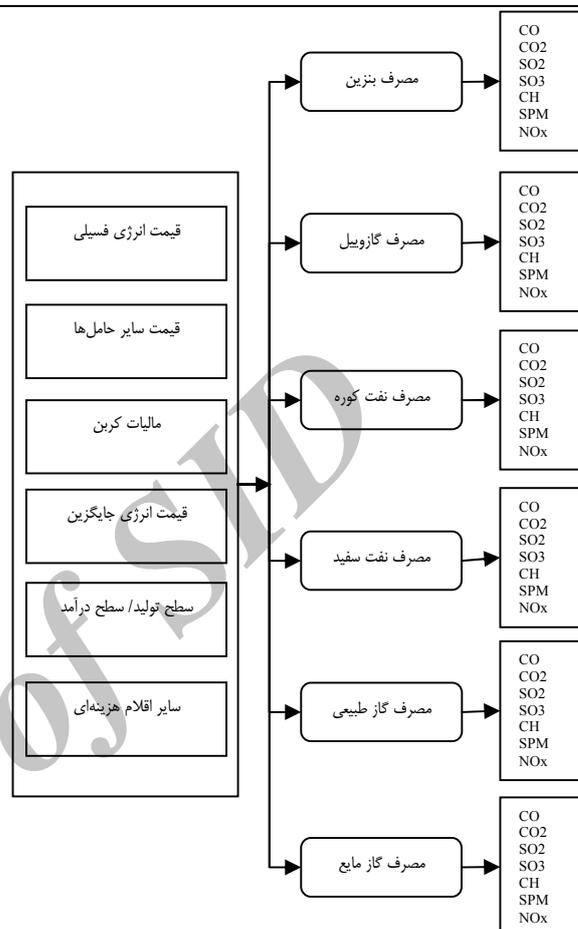 قیمت انرژی فسیلی
قیمت سایر حامل‌ها
مالیات کربن
قیمت انرژی جایگزین
سطح تولید/ سطح درآمد
سایر اقلام هزینه‌ای
مصرف بنزین
CO
CO2
SO2
SO3
CH
SPM
NOx
مصرف گازوییل
CO
CO2
SO2
SO3
CH
SPM
NOx
مصرف نفت کوره
CO
CO2
SO2
SO3
CH
SPM
NOx
مصرف نفت سفید
CO
CO2
SO2
SO3
CH
SPM
NOx
مصرف گاز طبیعی
CO
CO2
SO2
SO3
CH
SPM
NOx
مصرف گاز مایع
CO
CO2
SO2
SO3
CH
SPM
NOx
of SID